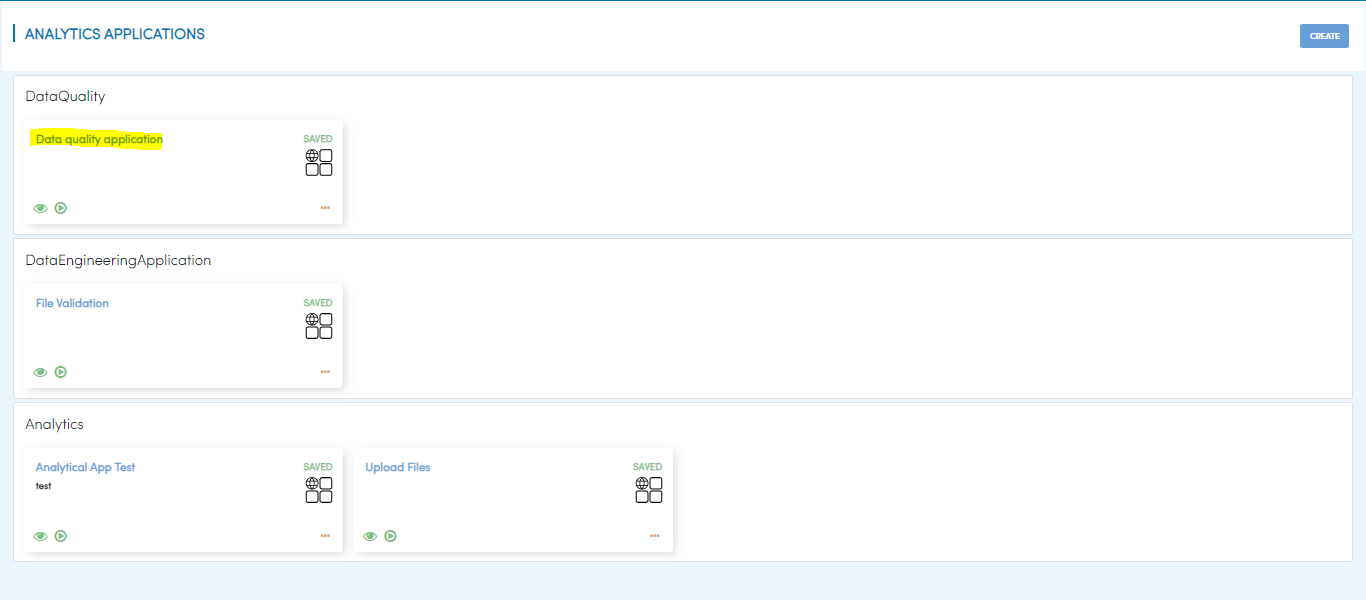 ANALYTICS APPLICATIONS
CREATE
DataQuality
Data quality application
SAVED
DataEngineeringApplication
File Validation
SAVED
Analytics
Analytical App Test
SAVED
test
Upload Files
SAVED